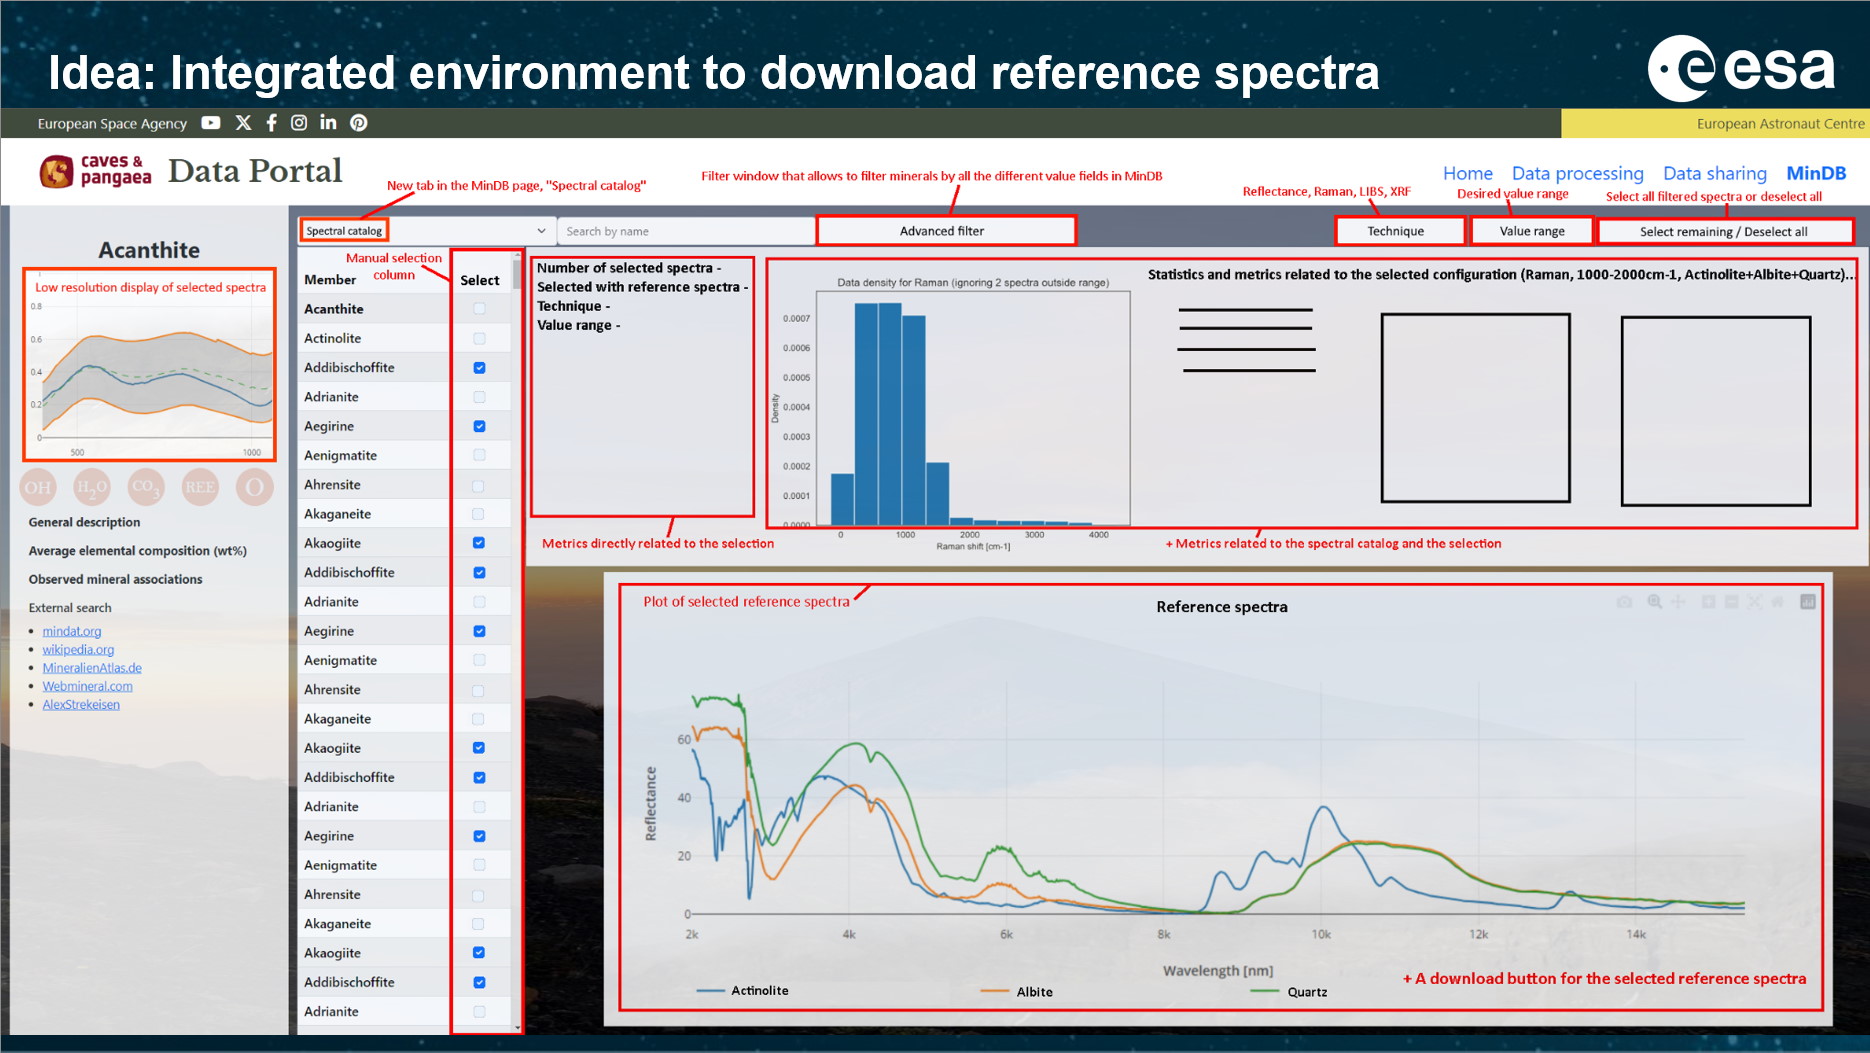 Idea: Integrated environment to download reference spectra
esa
European Space Agency
European Astronaut Centre
caves &
pangaea
Data Portal
Home Data processing Data sharing MinDB
New tab in the MinDB page, "Spectral catalog"
Filter window that allows to filter minerals by all the different value fields in MinDB
Reflectance, Raman, LIBS, XRF
Desired value range
Select all filtered spectra or deselect all
Spectral catalog
Search by name
Advanced filter
Technique
Value range
Select remaining / Deselect all
Acanthite
Low resolution display of selected spectra
1
0.8
0.6
0.4
0.2
0
500 1000
OH H2O CO3 REE O
General description
Average elemental composition (wt%)
Observed mineral associations
External search
mindat.org
wikipedia.org
MineralienAtlas.de
Webmineral.com
AlexStrekeisen
Manual selection
column
Member Select
Acanthite
Actinolite
Addibischoffite
Adrianite
Aegirine
Aenigmatite
Ahrensite
Akaganeite
Akaogiite
Addibischoffite
Adrianite
Aegirine
Aenigmatite
Ahrensite
Akaganeite
Akaogiite
Addibischoffite
Adrianite
Aegirine
Aenigmatite
Ahrensite
Akaganeite
Akaogiite
Addibischoffite
Adrianite
Number of selected spectra -
Selected with reference spectra -
Technique -
Value range -
Metrics directly related to the selection
Data density for Raman (ignoring 2 spectra outside range)
Density
0.0007
0.0006
0.0005
0.0004
0.0003
0.0002
0.0001
0.0000
0 1000 2000 3000 4000
Raman shift [cm-1]
Statistics and metrics related to the selected configuration (Raman, 1000-2000cm-1, Actinolite+Albite+Quartz)...
+ Metrics related to the spectral catalog and the selection
Plot of selected reference spectra
Reference spectra
Reflectance
60
40
20
0
2k 4k 6k 8k 10k 12k 14k
Wavelength [nm]
+ A download button for the selected reference spectra
Actinolite Albite Quartz